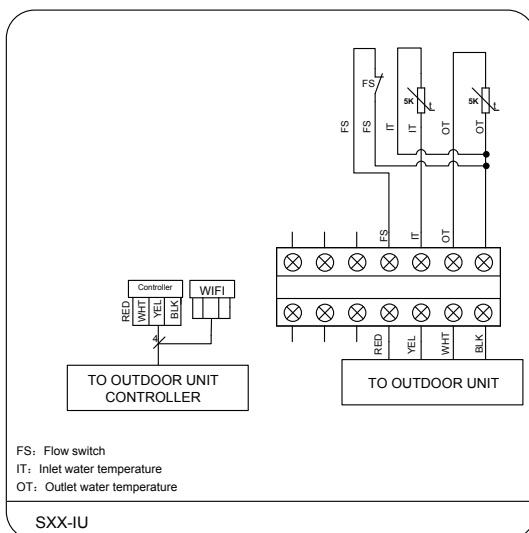 FS
5K
t
5K
t
FS
FS
IT
IT
OT
OT
FS
IT
OT
Controller
WIFI
RED
WHT
YEL
BLK
4
RED
YEL
WHT
BLK
TO OUTDOOR UNIT
CONTROLLER
TO OUTDOOR UNIT
FS: Flow switch
IT: Inlet water temperature
OT: Outlet water temperature
SXX-IU